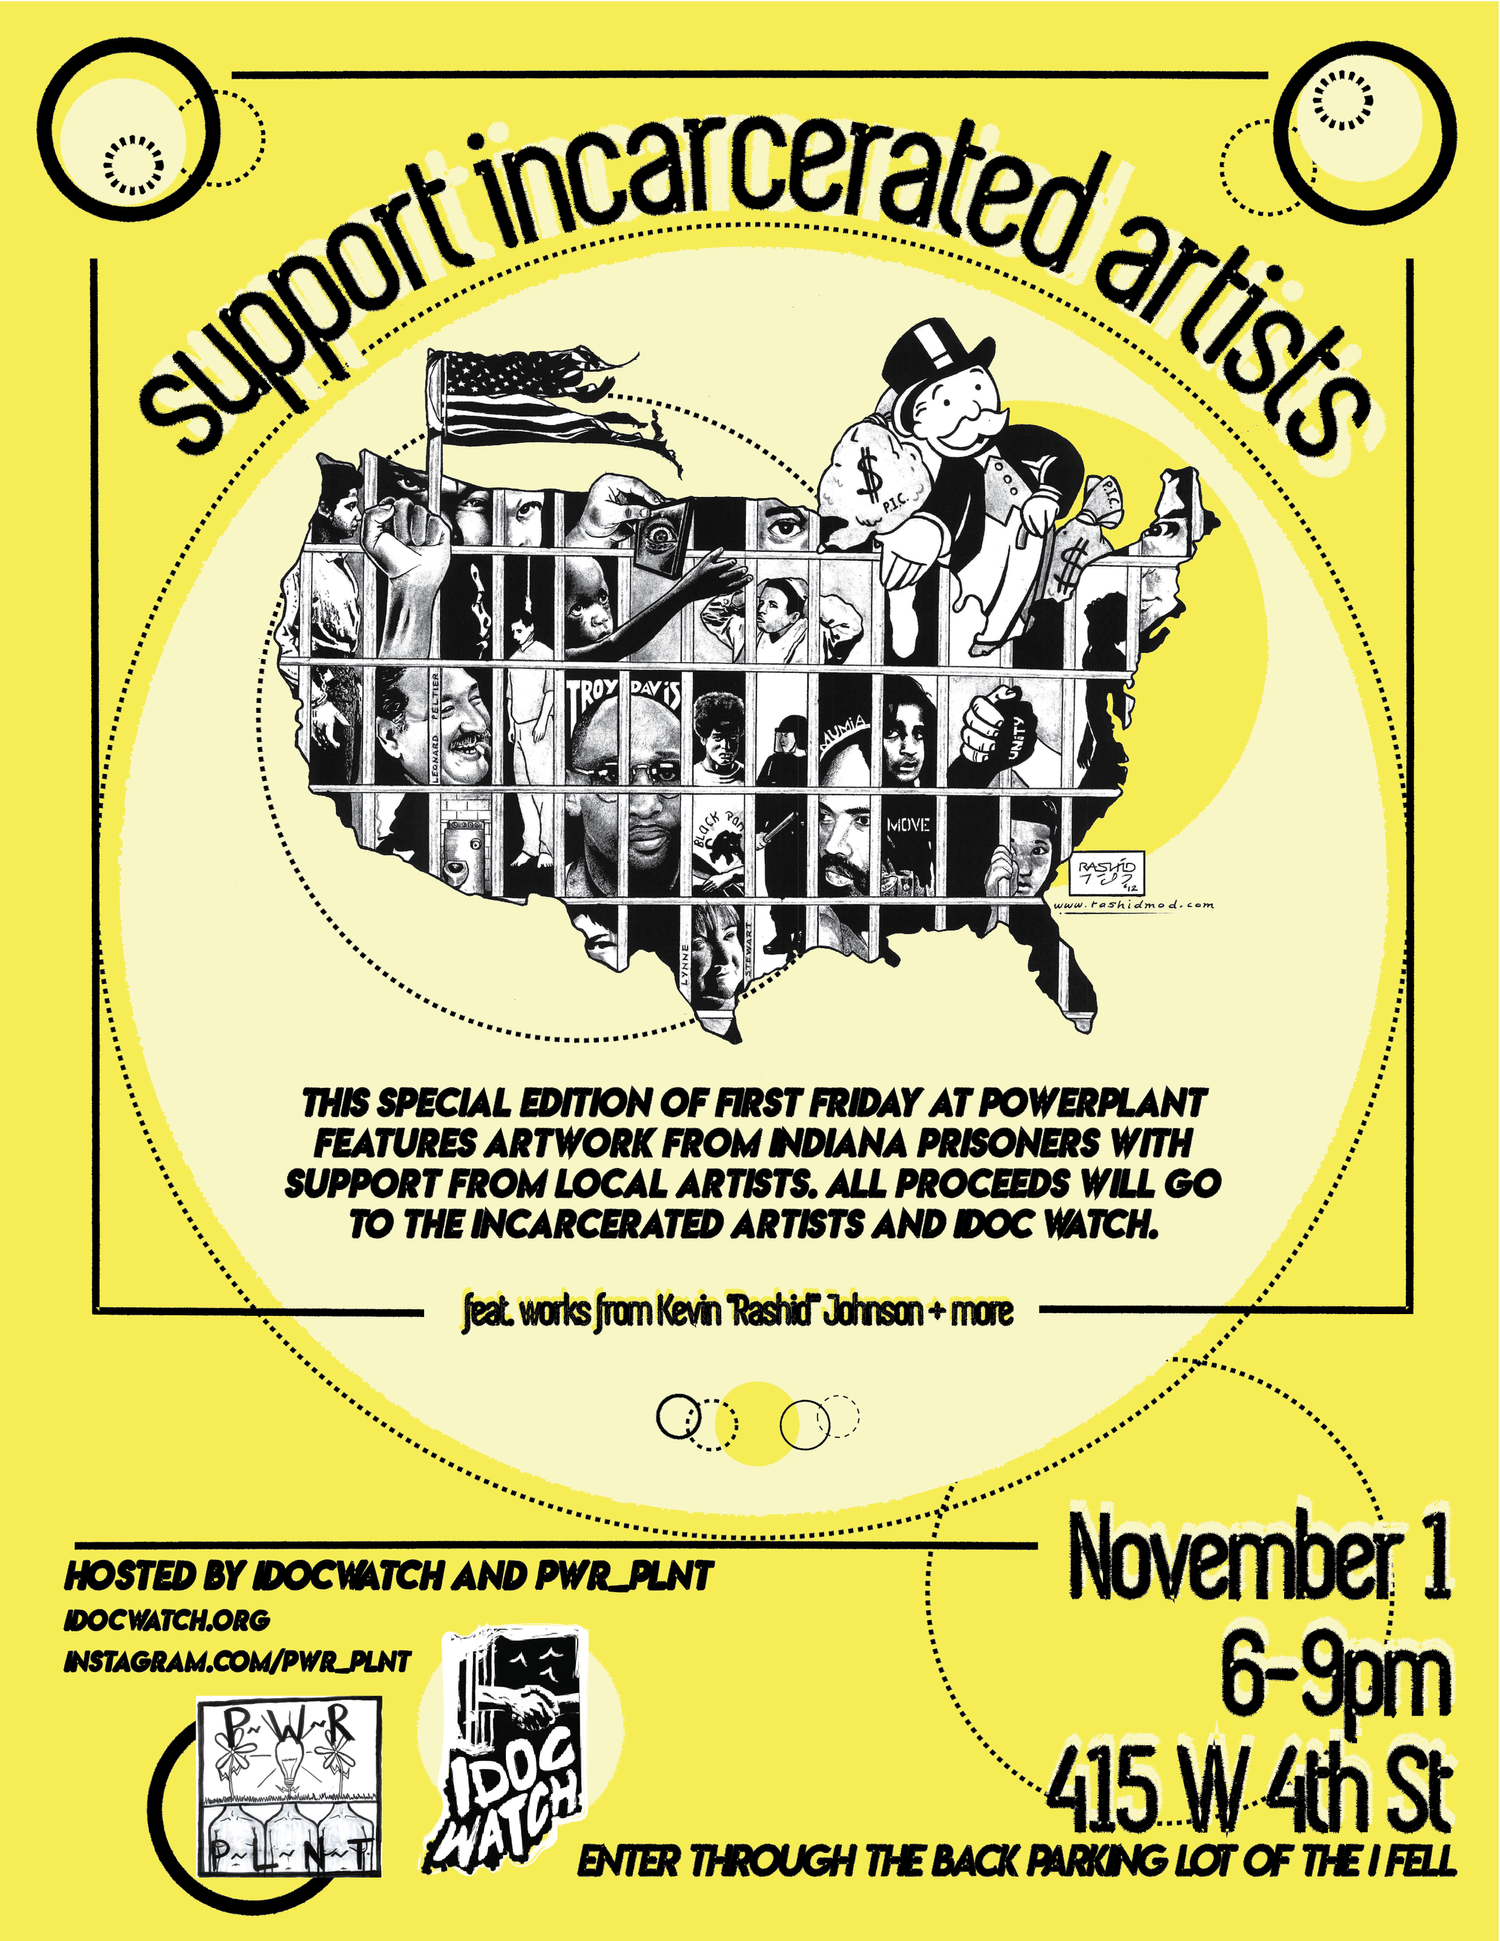 support incarcerated artists
$
P.I.C.
P.I.C.
$
LEONARD PELTIER
TROY DAVIS
MUMIA
UNITY
BLACK PAN
MOVE
RASHID
'12
www.rashidmod.com
LYNNE
STEWART
THIS SPECIAL EDITION OF FIRST FRIDAY AT POWERPLANT
FEATURES ARTWORK FROM INDIANA PRISONERS WITH
SUPPORT FROM LOCAL ARTISTS. ALL PROCEEDS WILL GO
TO THE INCARCERATED ARTISTS AND IDOC WATCH.
feat. works from Kevin "Rashid" Johnson + more
November 1
6-9pm
415 W 4th St
ENTER THROUGH THE BACK PARKING LOT OF THE I FELL
HOSTED BY IDOCWATCH AND PWR_PLNT
IDOCWATCH.ORG
INSTAGRAM.COM/PWR_PLNT
P~W~R
P~L~N~T
IDOC
WATCH